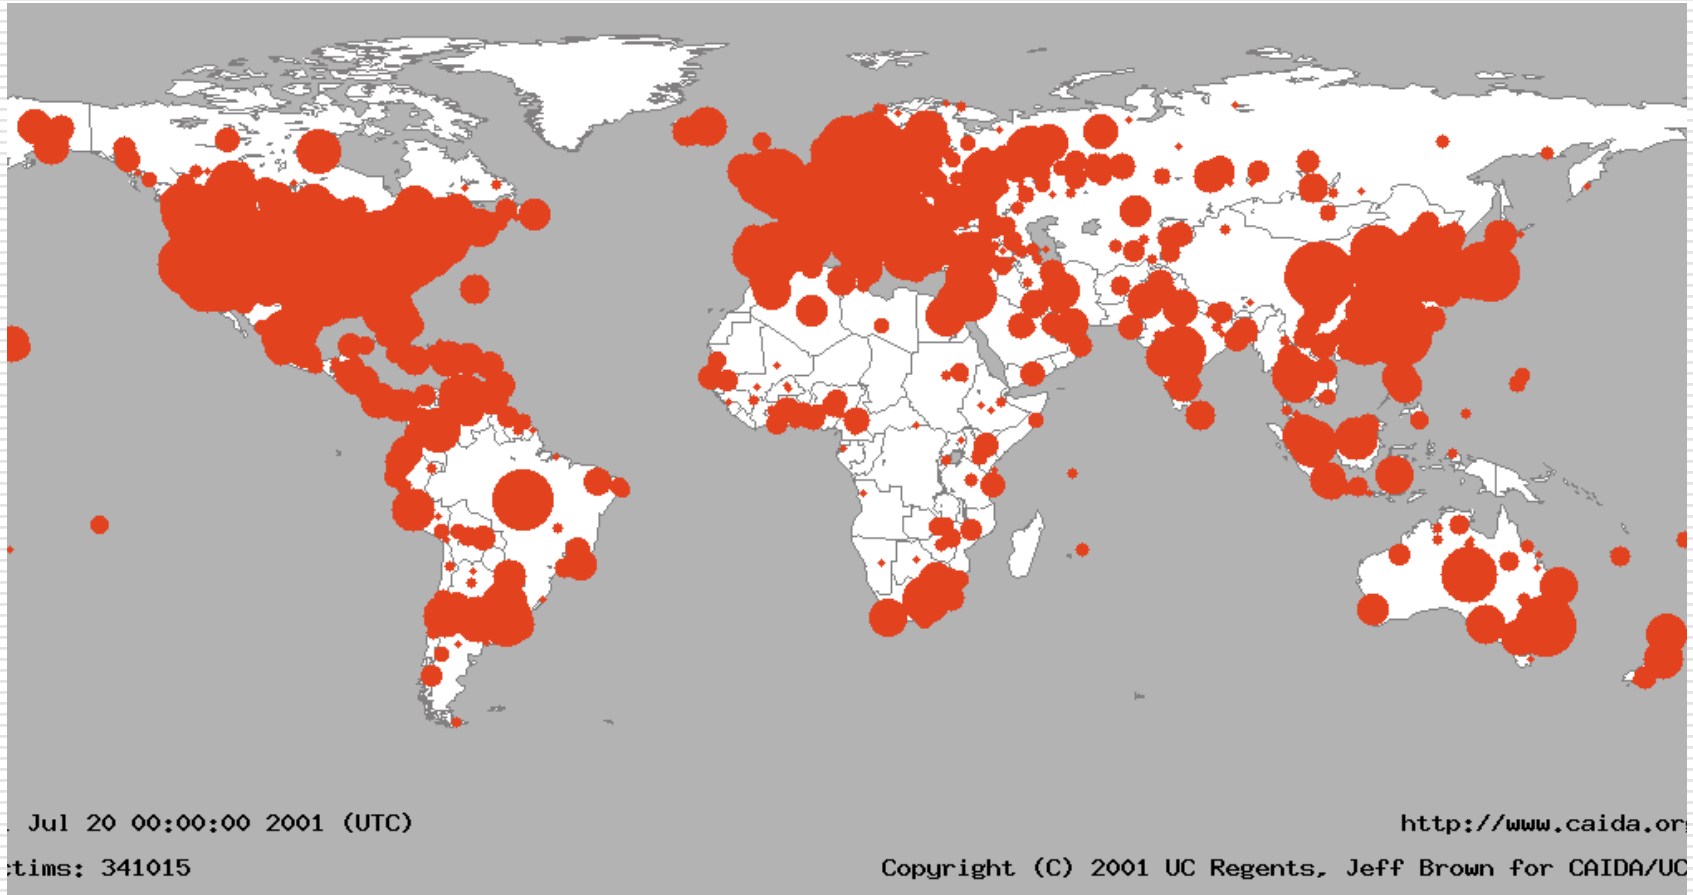 Jul 20 00:00:00 2001 (UTC)
http://www.caida.or
ctims: 341015
Copyright (C) 2001 UC Regents, Jeff Brown for CAIDA/UC